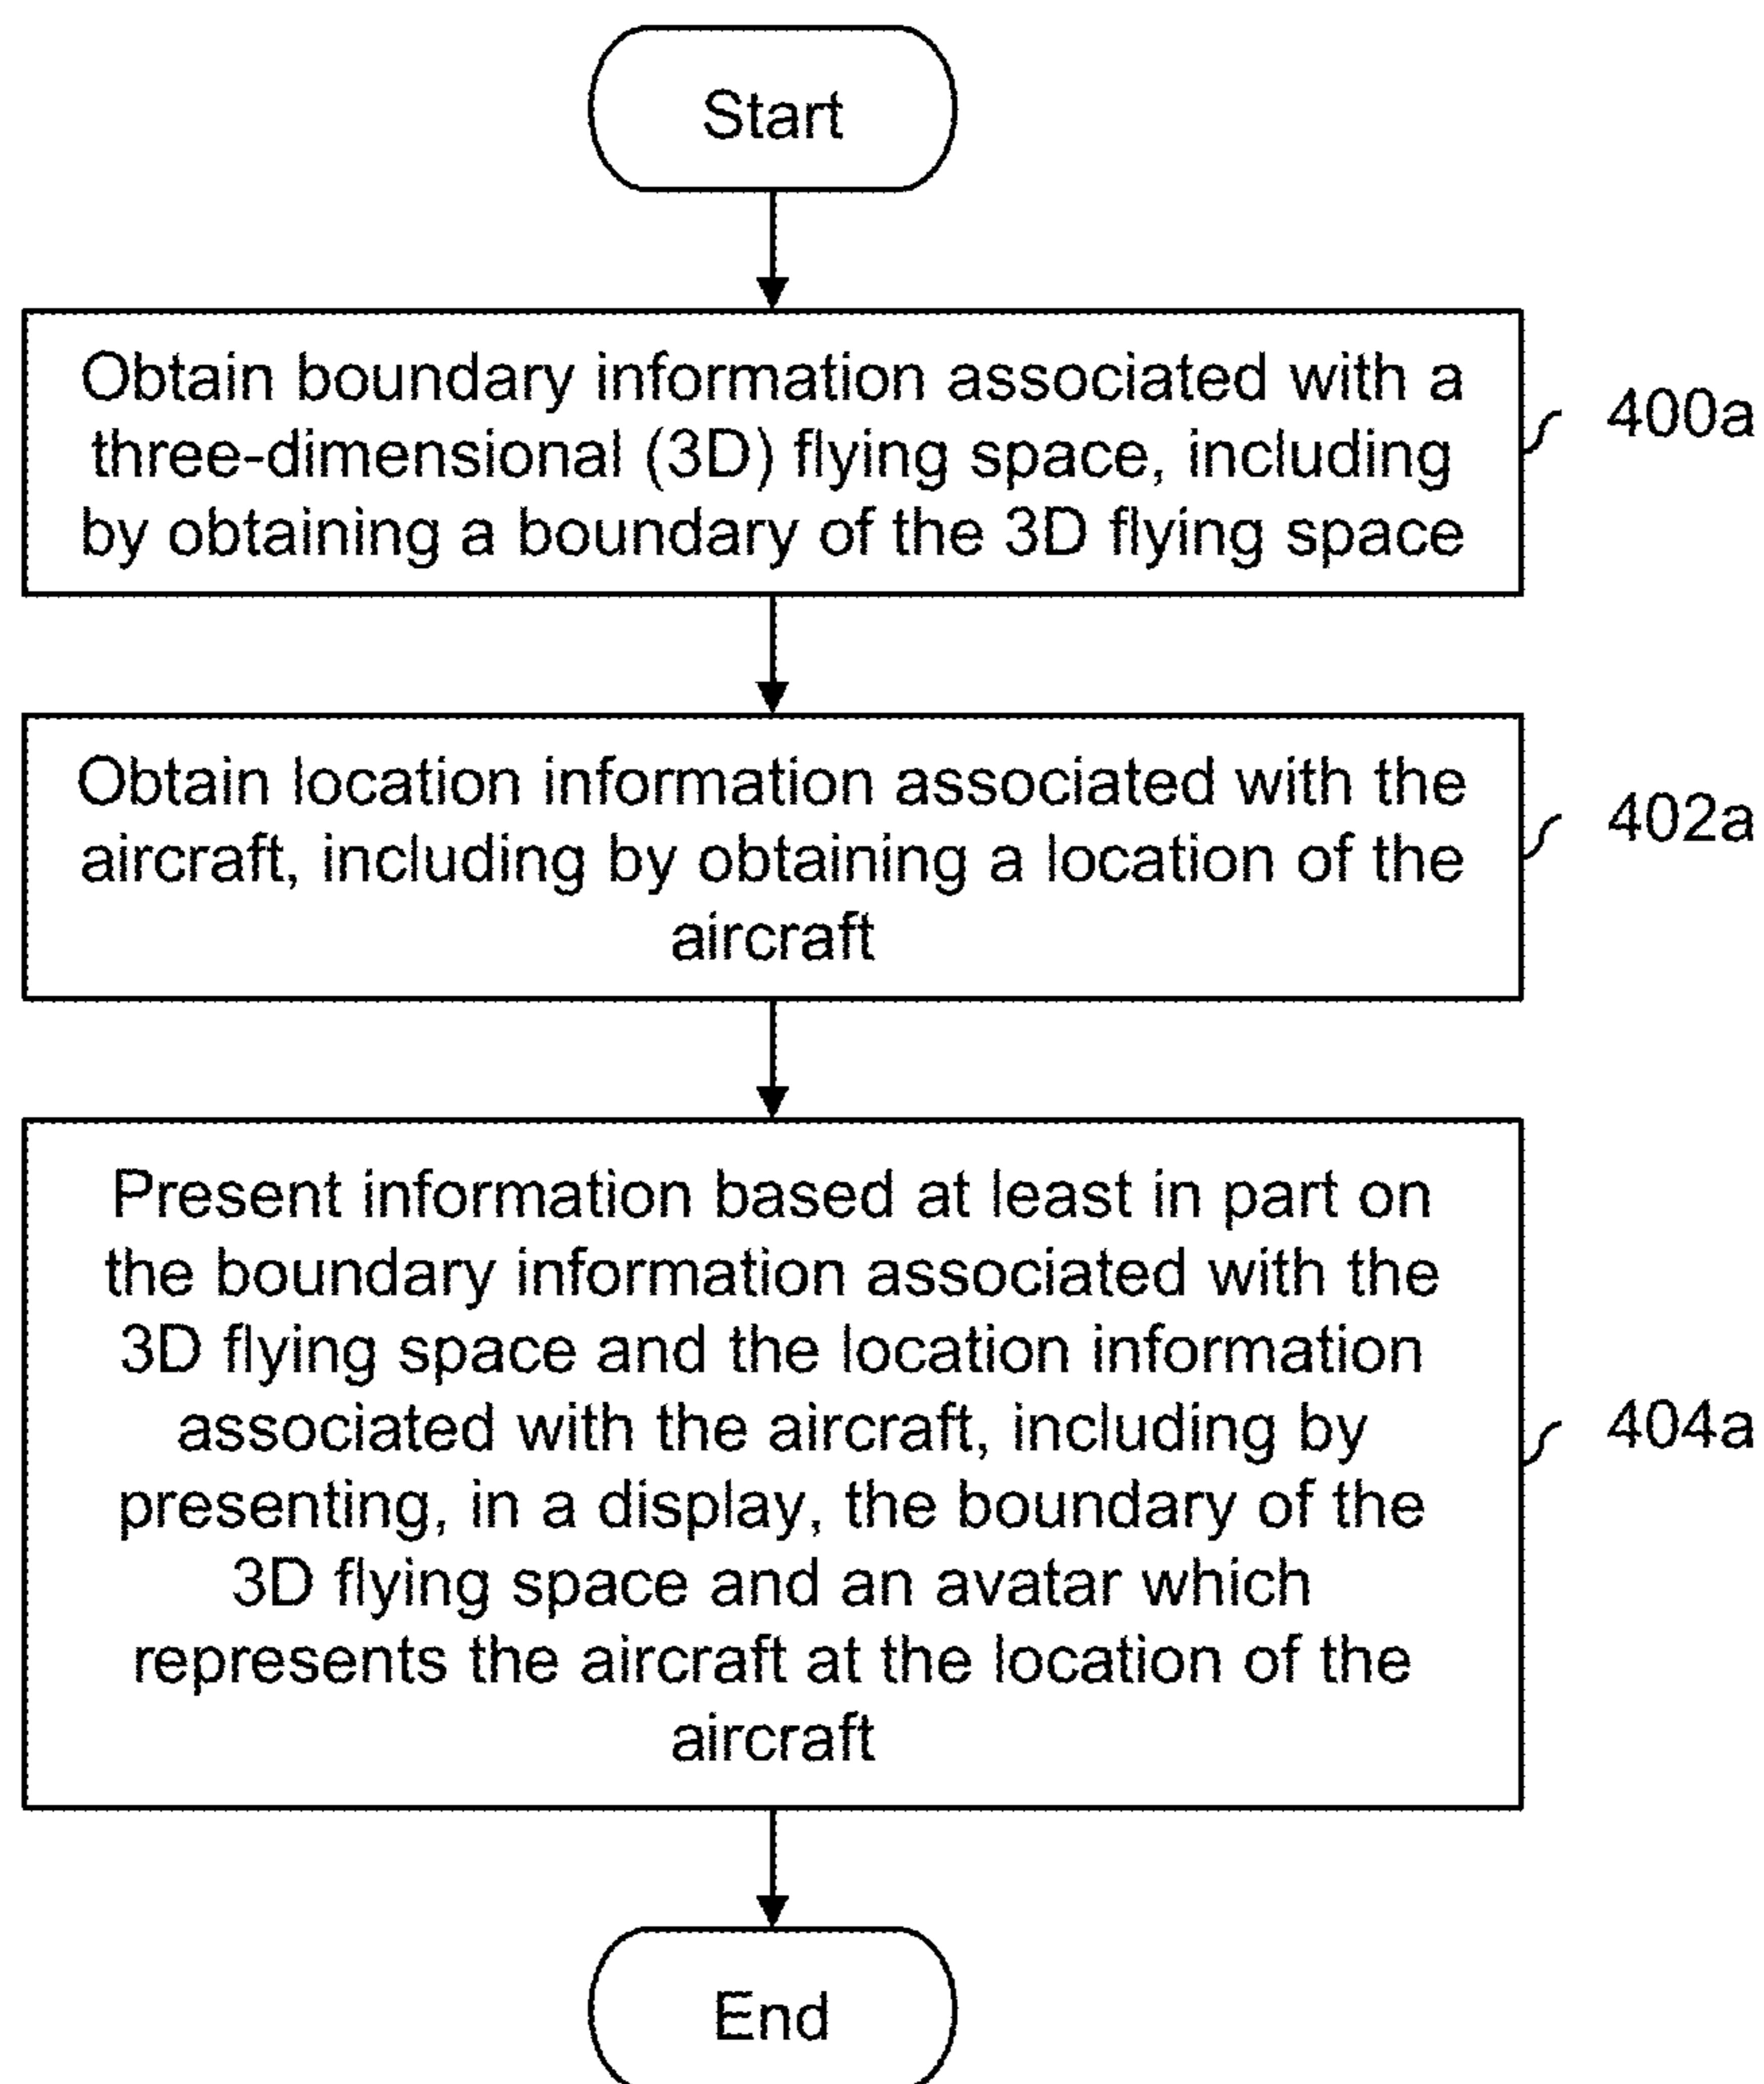 Start
Obtain boundary information associated with a
three-dimensional (3D) flying space, including
by obtaining a boundary of the 3D flying space
400a
Obtain location information associated with the
aircraft, including by obtaining a location of the
aircraft
402a
Present information based at least in part on
the boundary information associated with the
3D flying space and the location information
associated with the aircraft, including by
presenting, in a display, the boundary of the
3D flying space and an avatar which
represents the aircraft at the location of the
aircraft
404a
End